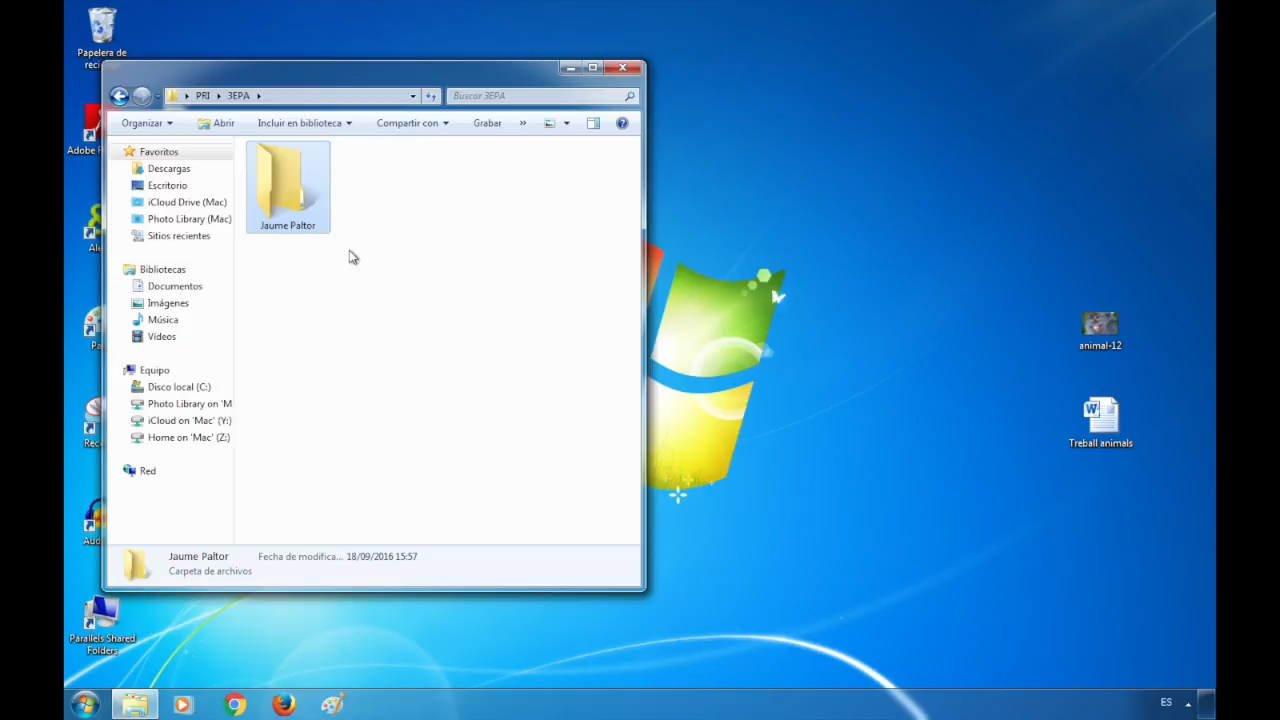 Papelera de
reci
PRI 3EPA
Buscar 3EPA
Organizar Abrir Incluir en biblioteca Compartir con Grabar »
Favoritos
Descargas
Escritorio
iCloud Drive (Mac)
Photo Library (Mac)
Sitios recientes
Bibliotecas
Documentos
Imágenes
Música
Vídeos
Equipo
Disco local (C:)
Photo Library on 'M
iCloud on 'Mac' (Y:)
Home on 'Mac' (Z:)
Red
Jaume Paltor
Jaume Paltor Fecha de modifica... 18/09/2016 15:57
Carpeta de archivos
Adobe
Ale
Pa
Rec
Aud
Parallels Shared
Folders
animal-12
Treball animals
ES